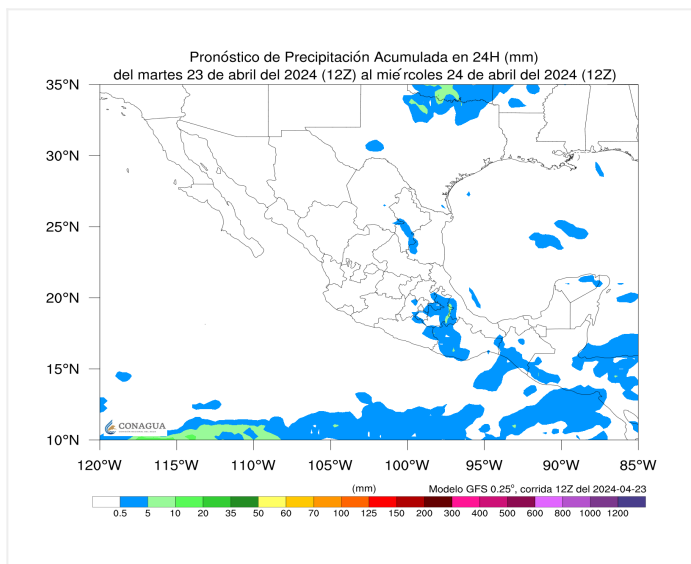 Pronóstico de Precipitación Acumulada en 24H (mm)
del martes 23 de abril del 2024 (12Z) al miércoles 24 de abril del 2024 (12Z)
35°N
30°N
25°N
20°N
15°N
10°N
CONAGUA
120°W 115°W 110°W 105°W 100°W 95°W 90°W 85°W
(mm) Modelo GFS 0.25°, corrida 12Z del 2024-04-23
0.5 5 10 20 35 50 60 70 100 125 150 200 300 400 500 600 800 1000 1200